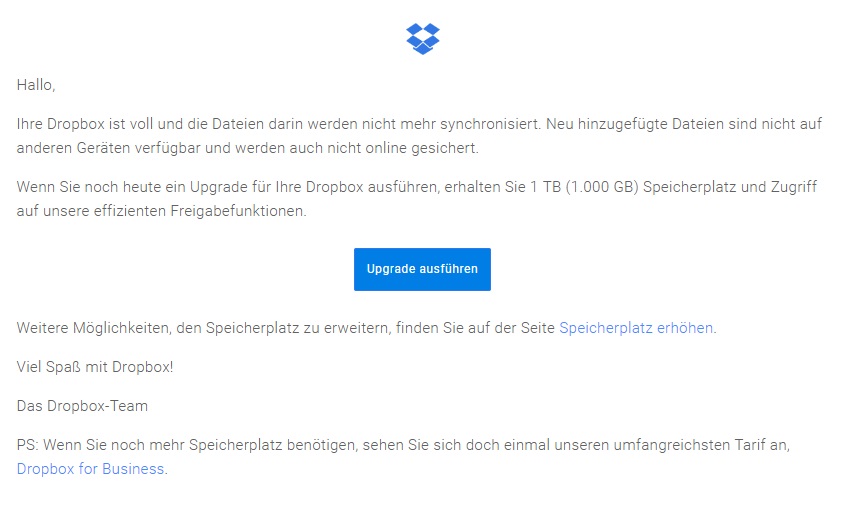 Hallo,
Ihre Dropbox ist voll und die Dateien darin werden nicht mehr synchronisiert. Neu hinzugefügte Dateien sind nicht auf
anderen Geräten verfügbar und werden auch nicht online gesichert.
Wenn Sie noch heute ein Upgrade für Ihre Dropbox ausführen, erhalten Sie 1 TB (1.000 GB) Speicherplatz und Zugriff
auf unsere effizienten Freigabefunktionen.
Upgrade ausführen
Weitere Möglichkeiten, den Speicherplatz zu erweitern, finden Sie auf der Seite Speicherplatz erhöhen.
Viel Spaß mit Dropbox!
Das Dropbox-Team
PS: Wenn Sie noch mehr Speicherplatz benötigen, sehen Sie sich doch einmal unseren umfangreichsten Tarif an,
Dropbox for Business.